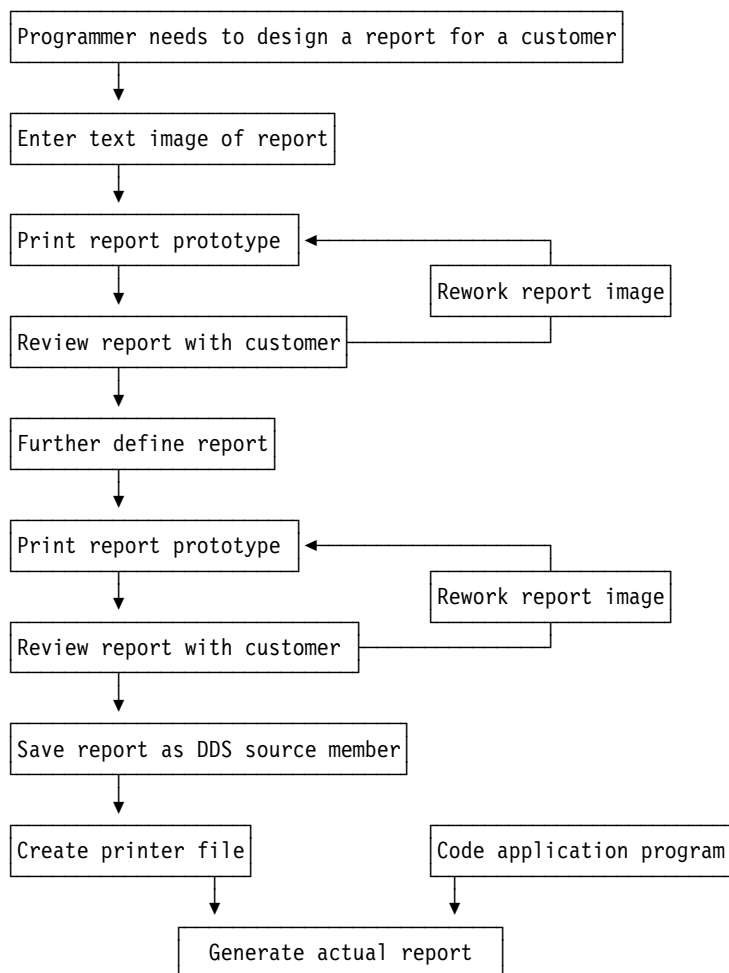 Programmer needs to design a report for a customer
Enter text image of report
Print report prototype
Rework report image
Review report with customer
Further define report
Print report prototype
Rework report image
Review report with customer
Save report as DDS source member
Create printer file
Code application program
Generate actual report